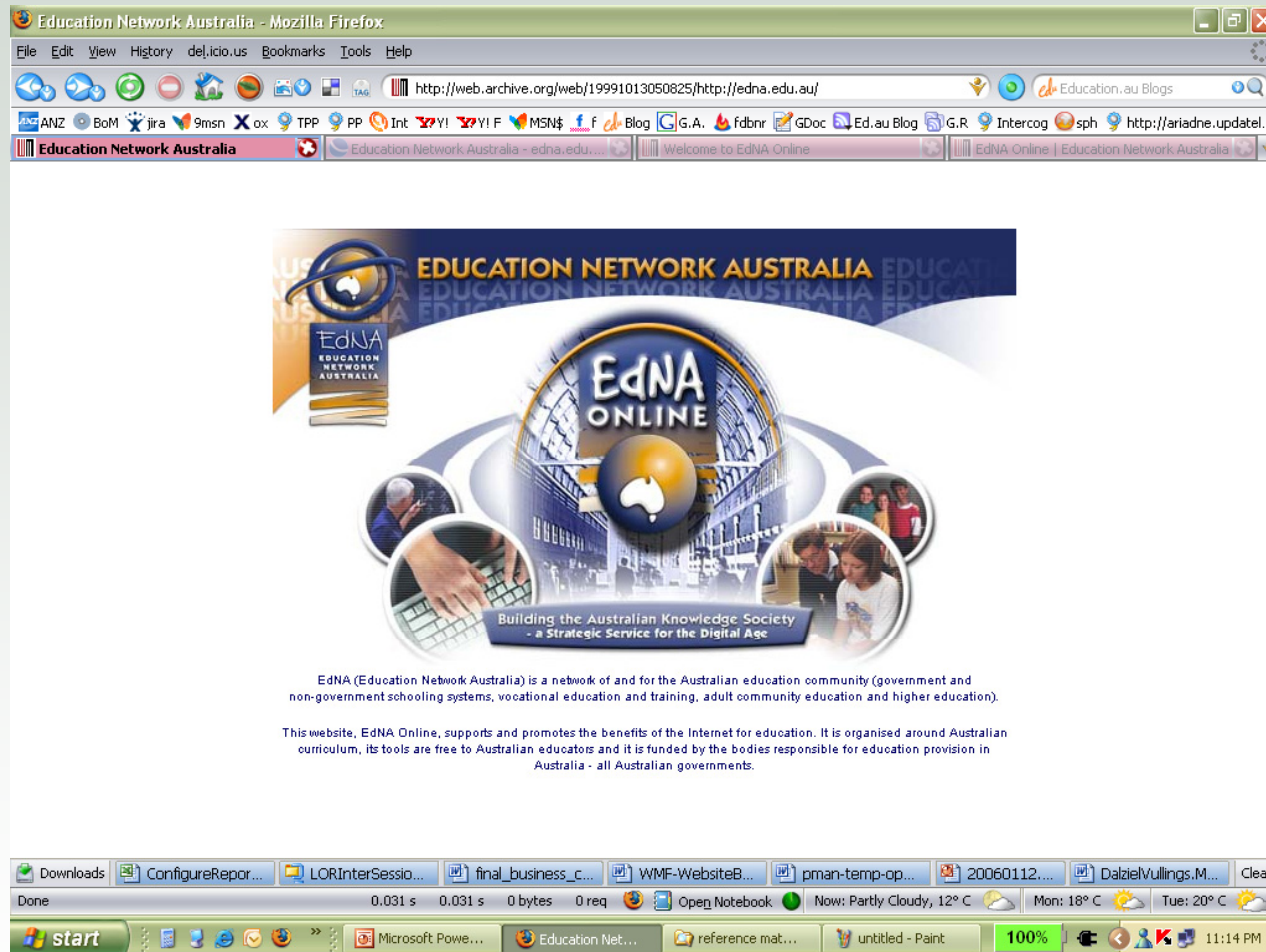 Education Network Australia - Mozilla Firefox
File Edit View History del.icio.us Bookmarks Tools Help
TAG http://web.archive.org/web/19991013050825/http://edna.edu.au/ Education.au Blogs
ANZ BoM jira 9msn ox TPP PP Int Y! Y! F MSN$ f Blog G.A. fdbnr GDoc Ed.au Blog G.R Intercog sph http://ariadne.updatel.
Education Network Australia Education Network Australia - edna.edu.... Welcome to EdNA Online EdNA Online | Education Network Australia
EDUCATION NETWORK AUSTRALIA
EdNA
EDUCATION
NETWORK
AUSTRALIA
EdNA
ONLINE
Building the Australian Knowledge Society
- a Strategic Service for the Digital Age
EdNA (Education Network Australia) is a network of and for the Australian education community (government and
non-government schooling systems, vocational education and training, adult community education and higher education).
This website, EdNA Online, supports and promotes the benefits of the Internet for education. It is organised around Australian
curriculum, its tools are free to Australian educators and it is funded by the bodies responsible for education provision in
Australia - all Australian governments.
Downloads ConfigureRepor... LORInterSessio... final_business_c... WMF-WebsiteB... pman-temp-op... 20060112.... DalzielVullings.M... Clea
Done 0.031 s 0.031 s 0 bytes 0 req Open Notebook Now: Partly Cloudy, 12° C Mon: 18° C Tue: 20° C
start Microsoft Powe... Education Net... reference mat... untitled - Paint 100% 11:14 PM